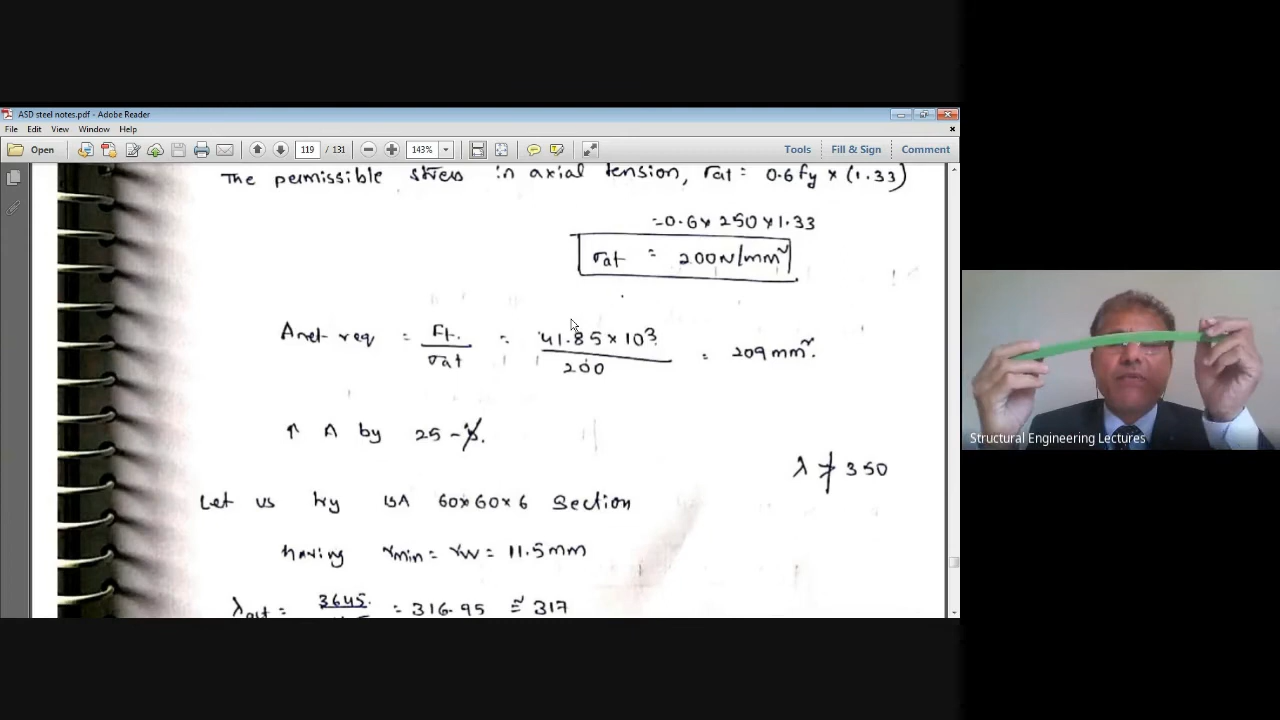 ASD steel notes.pdf - Adobe Reader
File Edit View Window Help
Open 119 / 131 143% Tools Fill & Sign Comment
The permissible stress in axial tension, σat = 0.6 fy × (1.33)
= 0.6 × 250 × 1.33
σat = 200 N/mm²
Anet req = Ft. / σat = 41.85 × 10³ / 200 = 209 mm².
↑ A by 25 %.
λ ≯ 350
Let us try ISA 60×60×6 Section
having rmin = rvv = 11.5mm
λact = 3645 = 316.95 ≅ 317
Structural Engineering Lectures